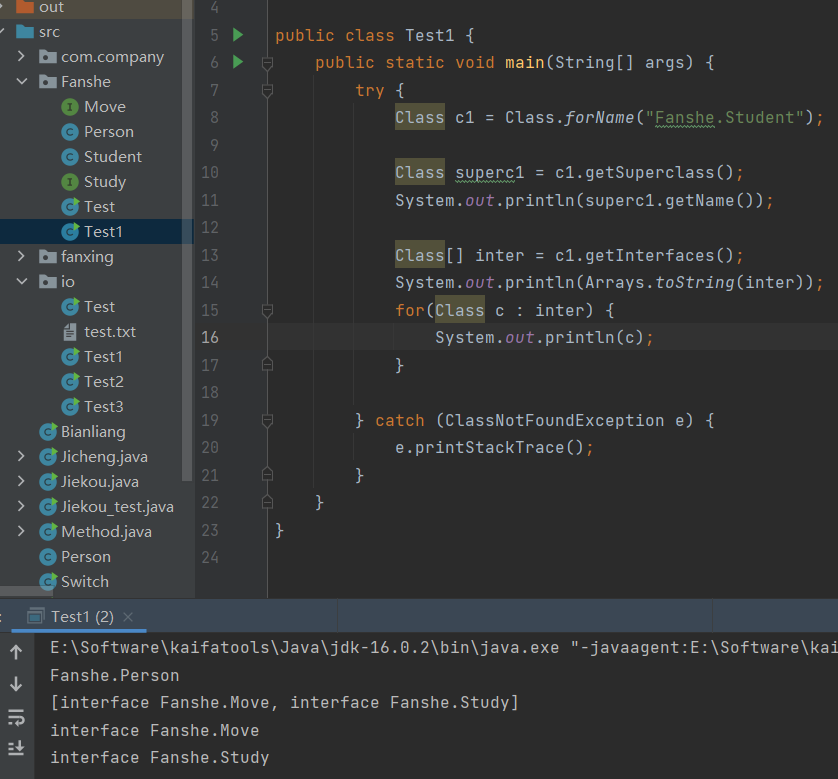 out
src
com.company
Fanshe
Move
Person
Student
Study
Test
Test1
fanxing
io
Test
test.txt
Test1
Test2
Test3
Bianliang
Jicheng.java
Jiekou.java
Jiekou_test.java
Method.java
Person
Switch
4
5 public class Test1 {
6 public static void main(String[] args) {
7 try {
8 Class c1 = Class.forName("Fanshe.Student");
9
10 Class superc1 = c1.getSuperclass();
11 System.out.println(superc1.getName());
12
13 Class[] inter = c1.getInterfaces();
14 System.out.println(Arrays.toString(inter));
15 for(Class c : inter) {
16 System.out.println(c);
17 }
18
19 } catch (ClassNotFoundException e) {
20 e.printStackTrace();
21 }
22 }
23 }
24
: Test1 (2) ×
E:\Software\kaifatools\Java\jdk-16.0.2\bin\java.exe "-javaagent:E:\Software\kai
Fanshe.Person
[interface Fanshe.Move, interface Fanshe.Study]
interface Fanshe.Move
interface Fanshe.Study